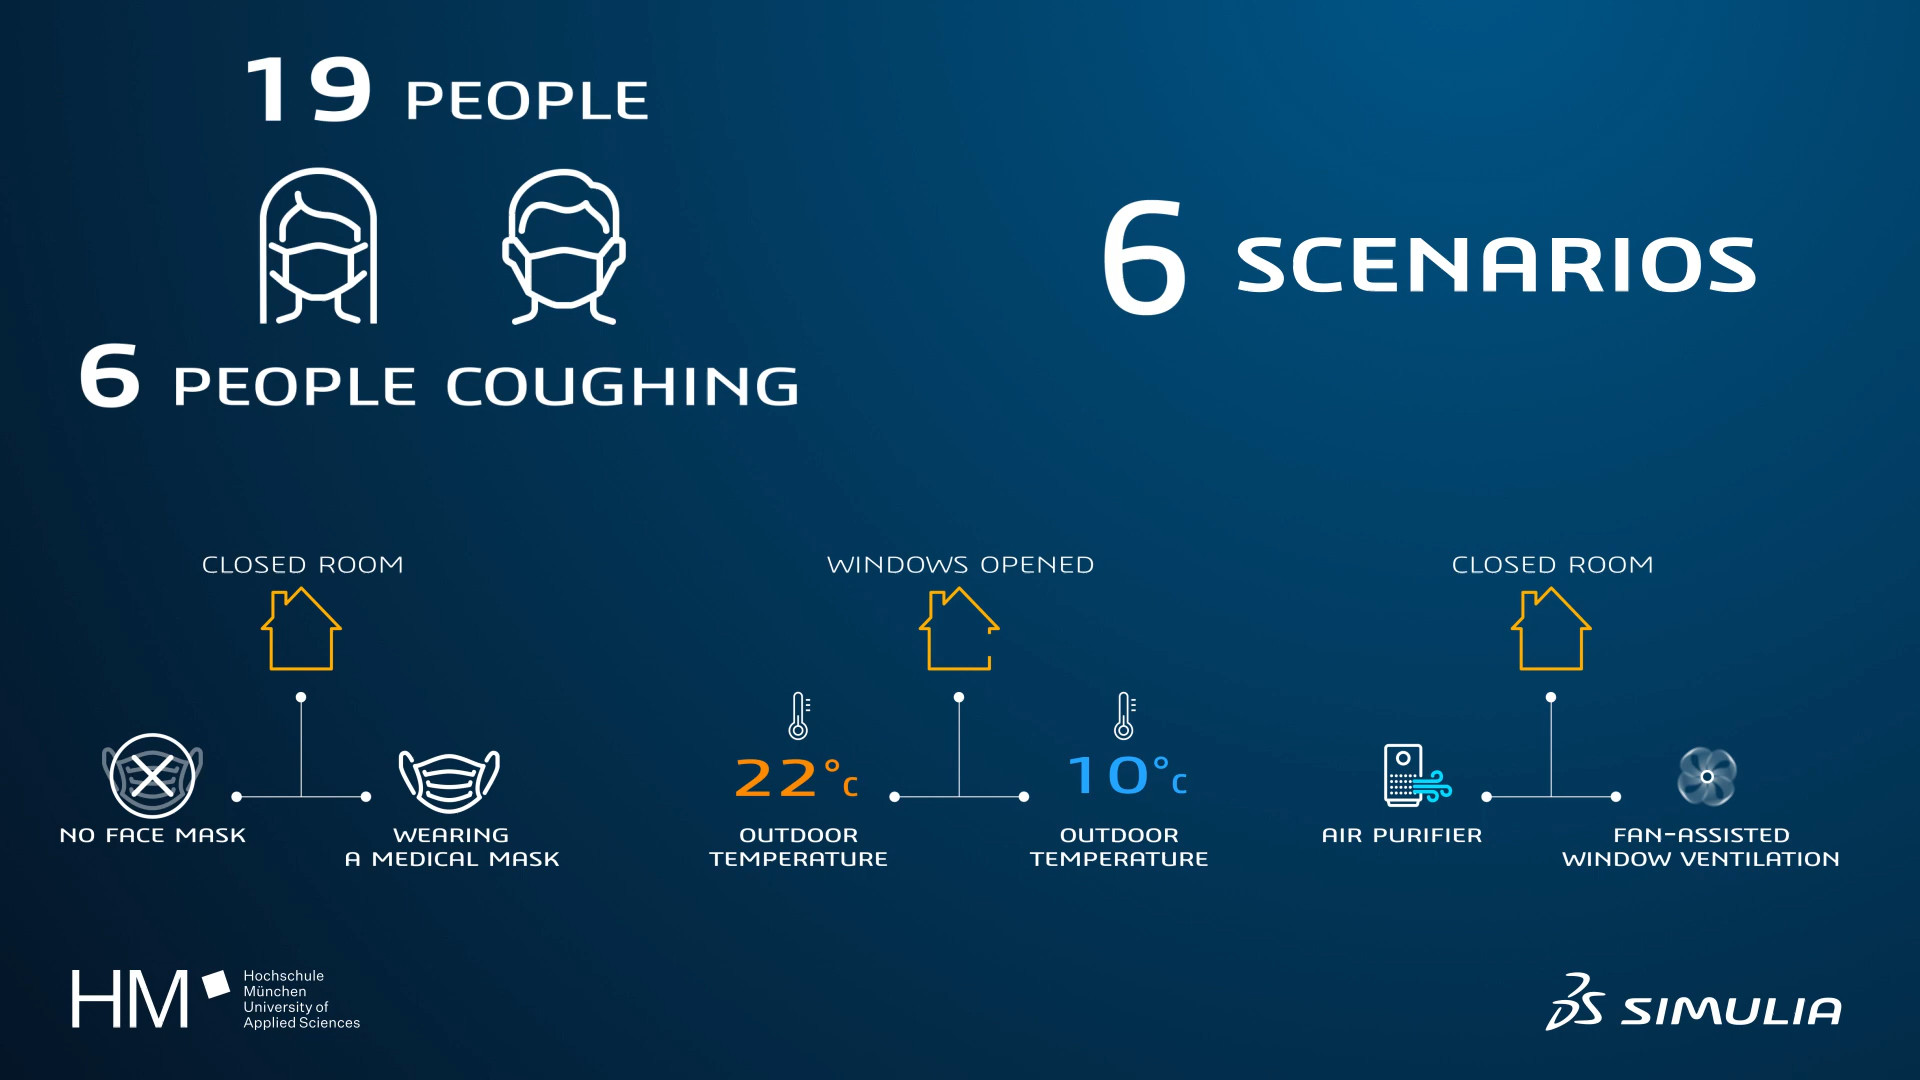 19 PEOPLE
6 PEOPLE COUGHING
6 SCENARIOS
CLOSED ROOM
NO FACE MASK
WEARING
A MEDICAL MASK
WINDOWS OPENED
22°C
OUTDOOR
TEMPERATURE
10°C
OUTDOOR
TEMPERATURE
CLOSED ROOM
AIR PURIFIER
FAN-ASSISTED
WINDOW VENTILATION
HM
Hochschule
München
University of
Applied Sciences
3DS SIMULIA